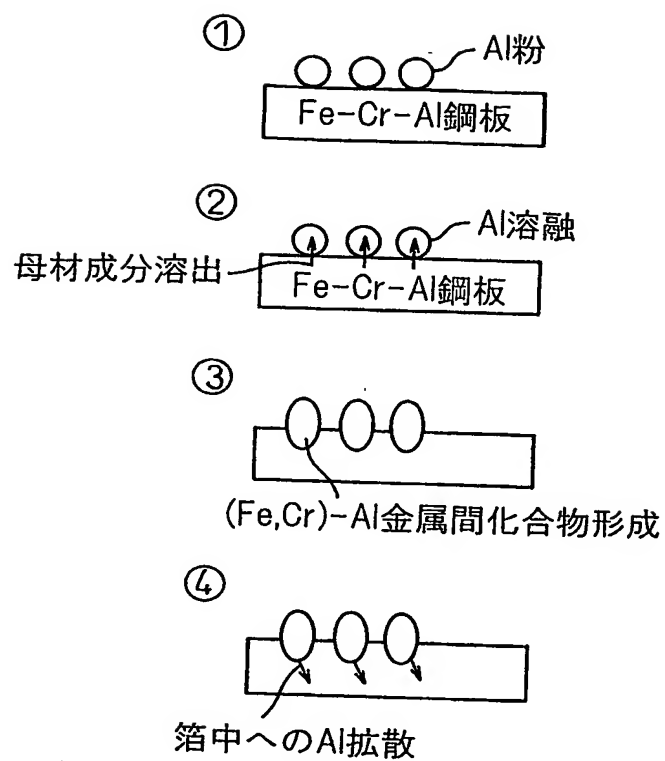 ①
Al粉
Fe-Cr-Al鋼板
②
Al溶融
母材成分溶出
Fe-Cr-Al鋼板
③
(Fe,Cr)-Al金属間化合物形成
④
箔中へのAl拡散